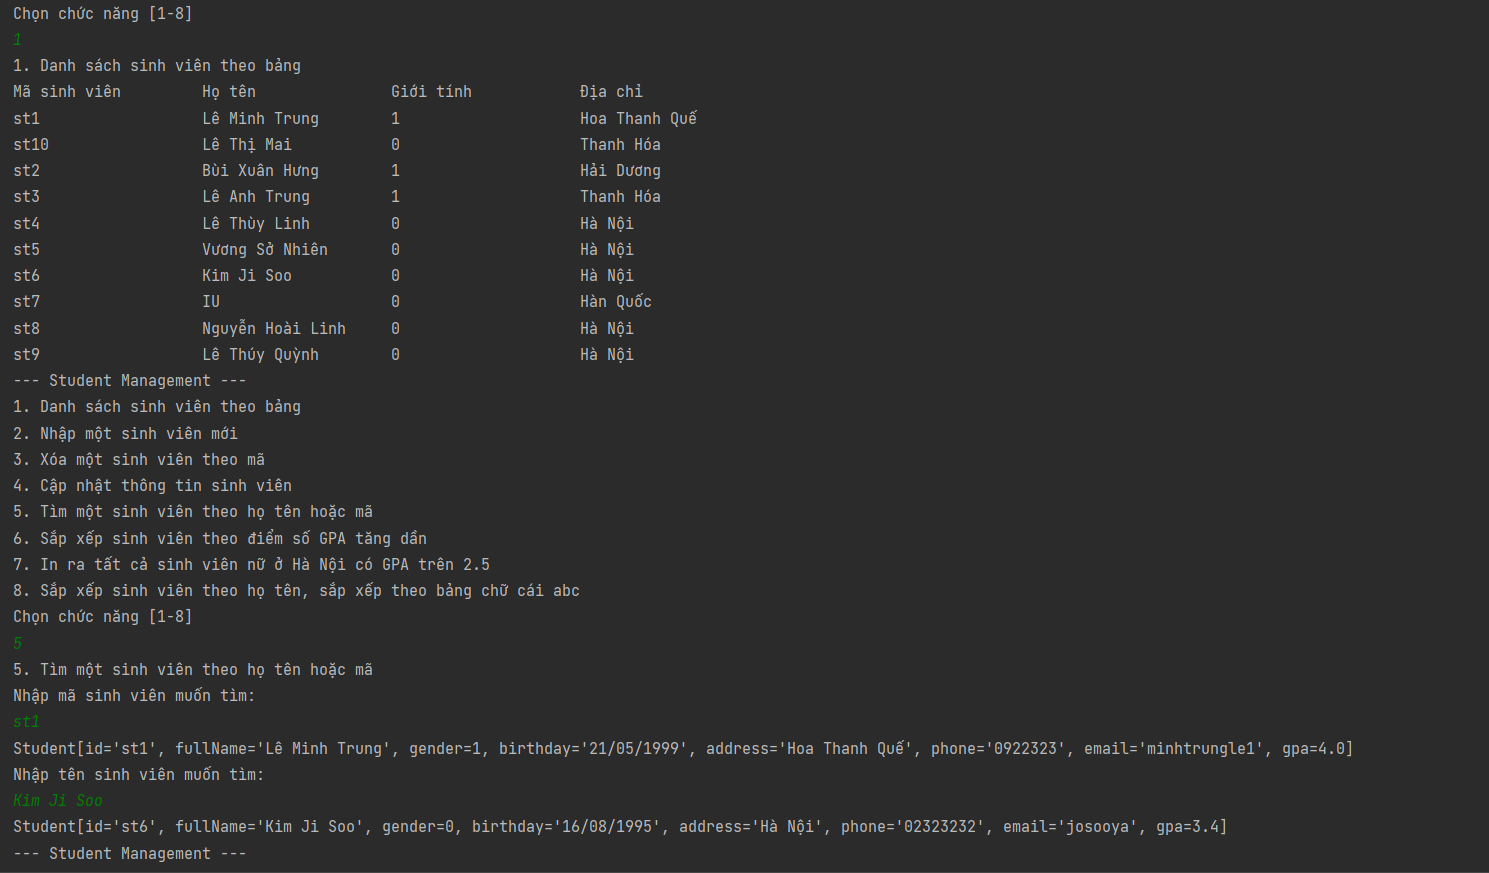 Chọn chức năng [1-8]
1
1. Danh sách sinh viên theo bảng
Mã sinh viên Họ tên Giới tính Địa chỉ
st1 Lê Minh Trung 1 Hoa Thanh Quế
st10 Lê Thị Mai 0 Thanh Hóa
st2 Bùi Xuân Hưng 1 Hải Dương
st3 Lê Anh Trung 1 Thanh Hóa
st4 Lê Thùy Linh 0 Hà Nội
st5 Vương Sở Nhiên 0 Hà Nội
st6 Kim Ji Soo 0 Hà Nội
st7 IU 0 Hàn Quốc
st8 Nguyễn Hoài Linh 0 Hà Nội
st9 Lê Thúy Quỳnh 0 Hà Nội
--- Student Management ---
1. Danh sách sinh viên theo bảng
2. Nhập một sinh viên mới
3. Xóa một sinh viên theo mã
4. Cập nhật thông tin sinh viên
5. Tìm một sinh viên theo họ tên hoặc mã
6. Sắp xếp sinh viên theo điểm số GPA tăng dần
7. In ra tất cả sinh viên nữ ở Hà Nội có GPA trên 2.5
8. Sắp xếp sinh viên theo họ tên, sắp xếp theo bảng chữ cái abc
Chọn chức năng [1-8]
5
5. Tìm một sinh viên theo họ tên hoặc mã
Nhập mã sinh viên muốn tìm:
st1
Student[id='st1', fullName='Lê Minh Trung', gender=1, birthday='21/05/1999', address='Hoa Thanh Quế', phone='0922323', email='minhtrungle1', gpa=4.0]
Nhập tên sinh viên muốn tìm:
Kim Ji Soo
Student[id='st6', fullName='Kim Ji Soo', gender=0, birthday='16/08/1995', address='Hà Nội', phone='02323232', email='josooya', gpa=3.4]
--- Student Management ---